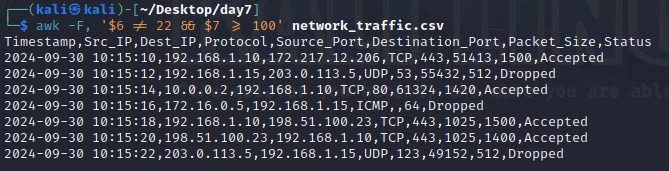 ┌──(kali㉿kali)-[~/Desktop/day7]
└─$ awk -F, '$6 != 22 && $7 >= 100' network_traffic.csv
Timestamp,Src_IP,Dest_IP,Protocol,Source_Port,Destination_Port,Packet_Size,Status
2024-09-30 10:15:10,192.168.1.10,172.217.12.206,TCP,443,51413,1500,Accepted
2024-09-30 10:15:12,192.168.1.15,203.0.113.5,UDP,53,55432,512,Dropped
2024-09-30 10:15:14,10.0.0.2,192.168.1.10,TCP,80,61324,1420,Accepted
2024-09-30 10:15:16,172.16.0.5,192.168.1.15,ICMP,,64,Dropped
2024-09-30 10:15:18,192.168.1.10,198.51.100.23,TCP,443,1025,1500,Accepted
2024-09-30 10:15:20,198.51.100.23,192.168.1.10,TCP,443,1025,1400,Accepted
2024-09-30 10:15:22,203.0.113.5,192.168.1.15,UDP,123,49152,512,Dropped